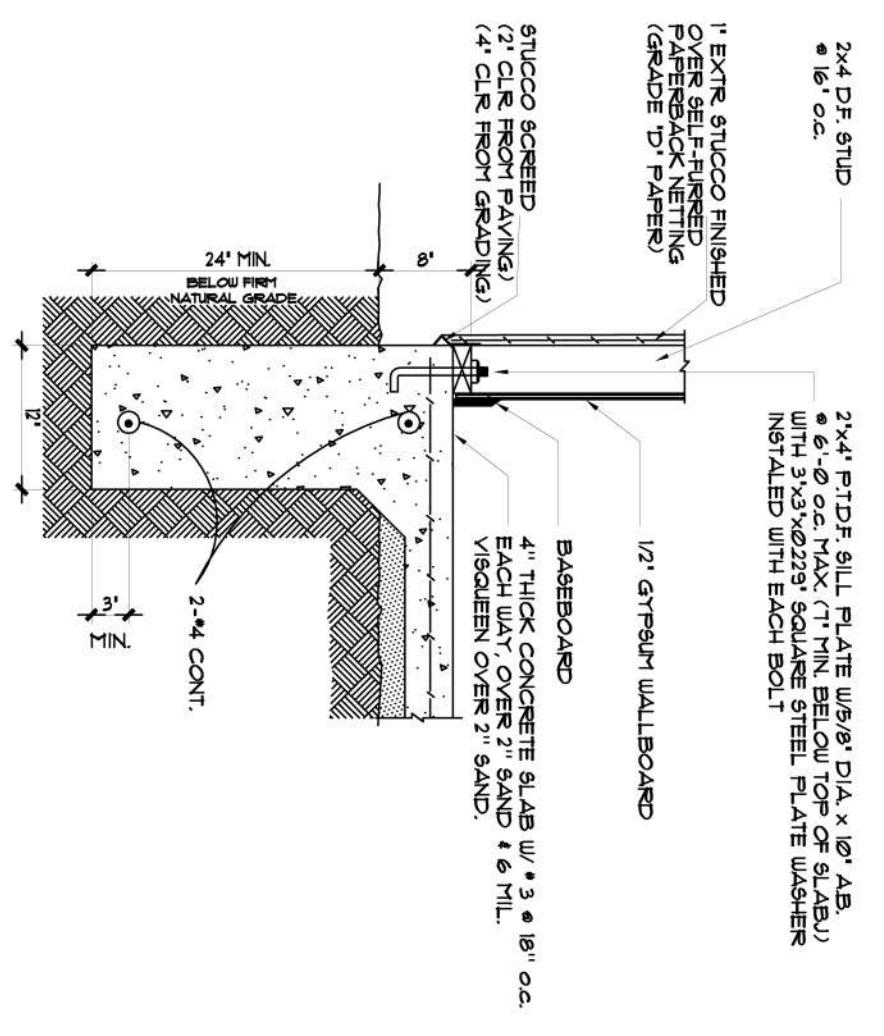 2x4 D.F. STUD
@ 16" O.C.
1" EXTR. STUCCO FINISHED
OVER SELF-FURRED
PAPERBACK NETTING
(GRADE "D" PAPER)
STUCCO SCREED
(2" CLR. FROM PAVING)
(4" CLR. FROM GRADING)
2"x4" P.T.D.F. SILL PLATE W/5/8" DIA. x 10" A.B.
@ 6'-0 O.C. MAX. (7" MIN. BELOW TOP OF SLABJ)
WITH 3"x3"x0229" SQUARE STEEL PLATE WASHER
INSTALED WITH EACH BOLT
1/2" GYPSUM WALLBOARD
BASEBOARD
4" THICK CONCRETE SLAB W/ # 3 @ 18" O.C.
EACH WAY, OVER 2" SAND & 6 MIL.
VISQUEEN OVER 2" SAND.
24" MIN.
BELOW FIRM
NATURAL GRADE
8"
12"
3"
MIN.
2-#4 CONT.